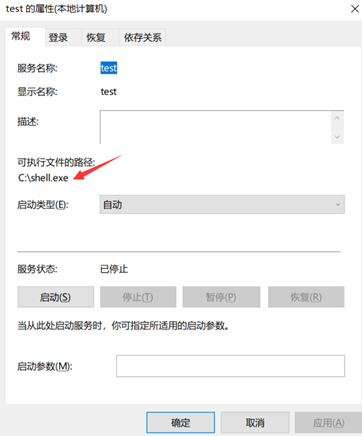 test 的属性(本地计算机)
常规 登录 恢复 依存关系
服务名称: test
显示名称: test
描述:
可执行文件的路径:
C:\shell.exe
启动类型(E): 自动
服务状态: 已停止
启动(S) 停止(T) 暂停(P) 恢复(R)
当从此处启动服务时，你可指定所适用的启动参数。
启动参数(M):
确定 取消 应用(A)